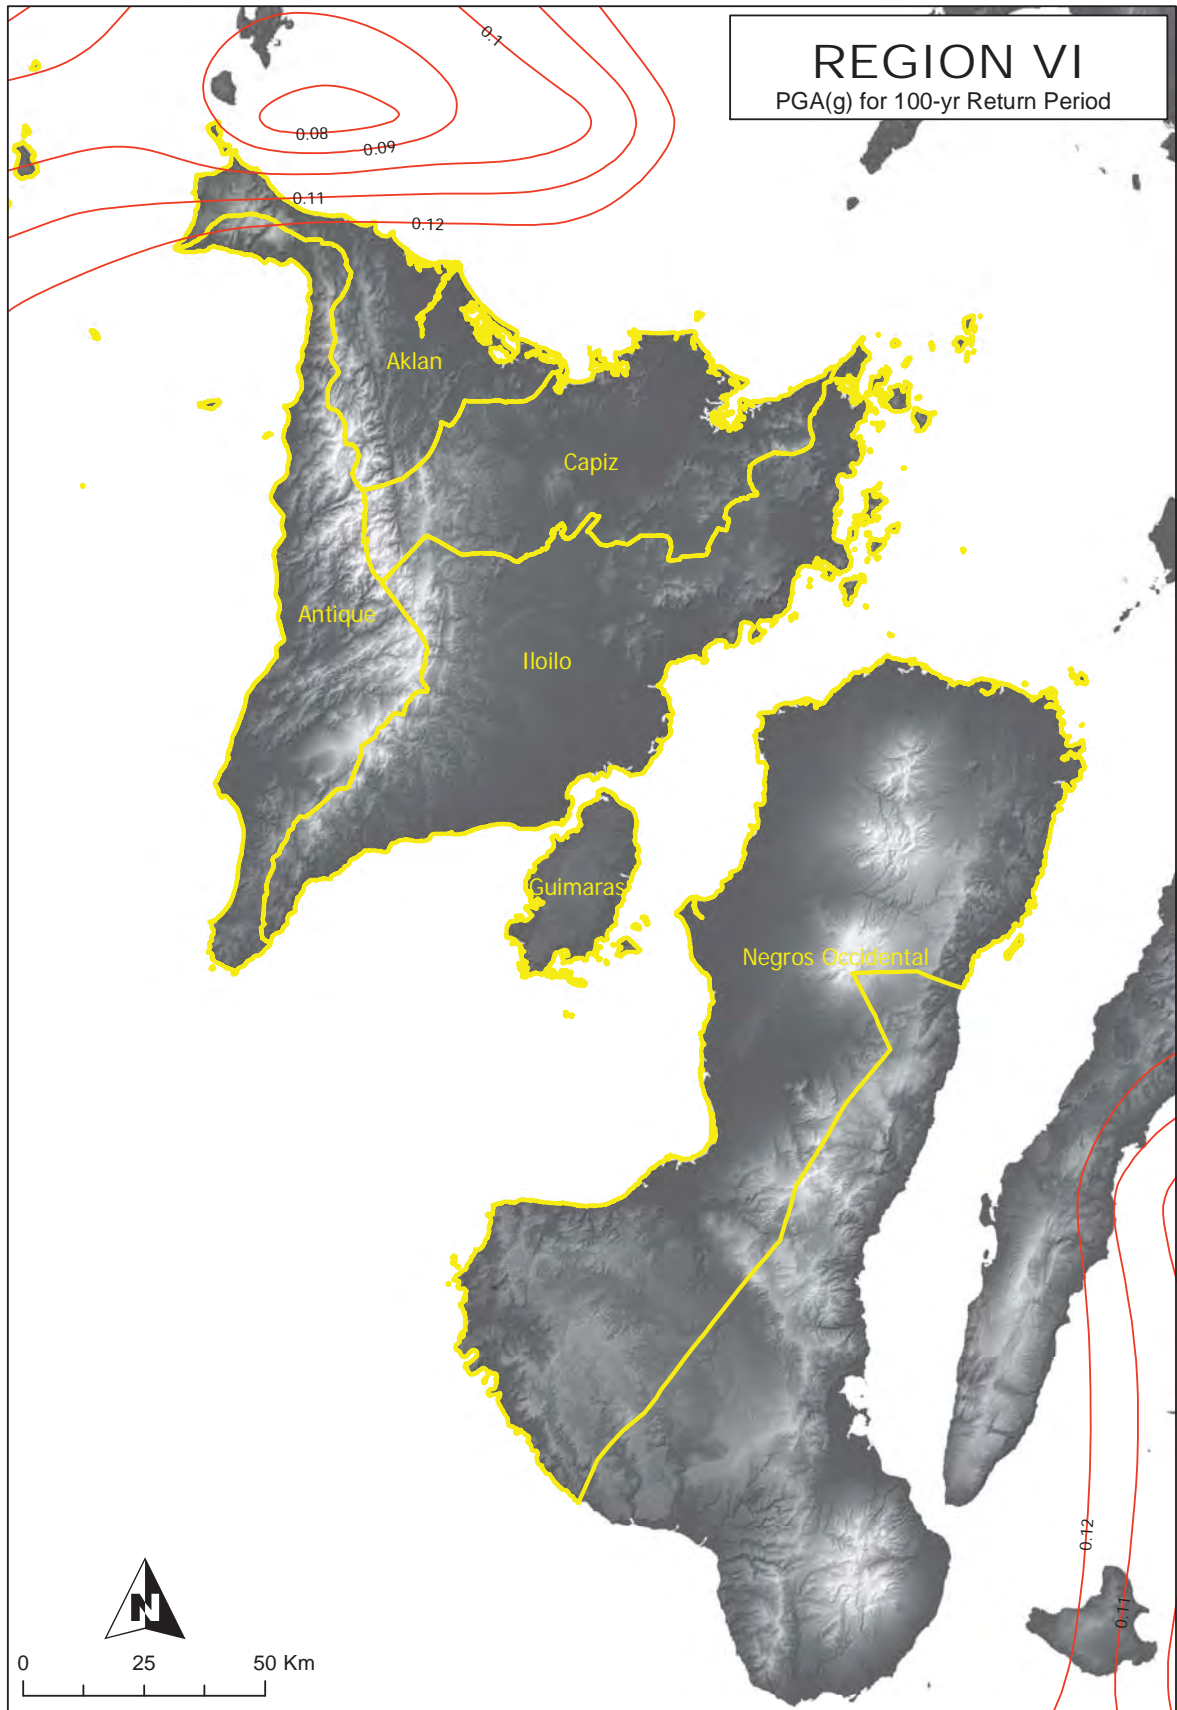 REGION VI
PGA(g) for 100-yr Return Period
0.1
0.08
0.09
0.11
0.12
Aklan
Capiz
Antique
Iloilo
Guimaras
Negros Occidental
0.12
0.11
N
0 25 50 Km